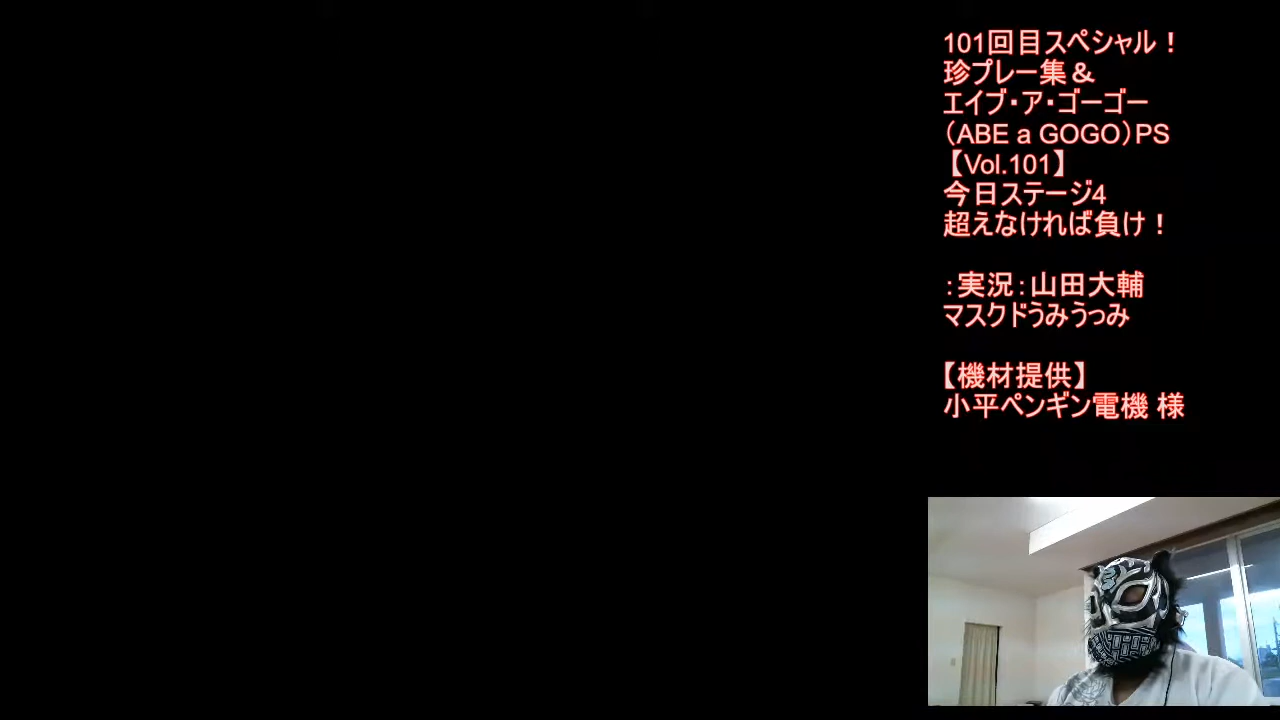 101回目スペシャル！
珍プレー集＆
エイブ・ア・ゴーゴー
（ABE a GOGO）PS
【Vol.101】
今日ステージ4
超えなければ負け！
：実況：山田大輔
マスクドうみうっみ
【機材提供】
小平ペンギン電機 様